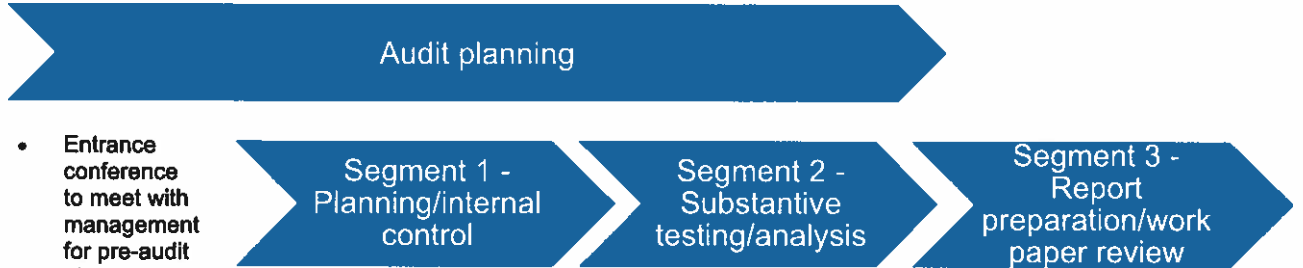 Audit planning
• Entrance
conference
to meet with
management
for pre-audit
Segment 1 -
Planning/internal
control
Segment 2 -
Substantive
testing/analysis
Segment 3 -
Report
preparation/work
paper review